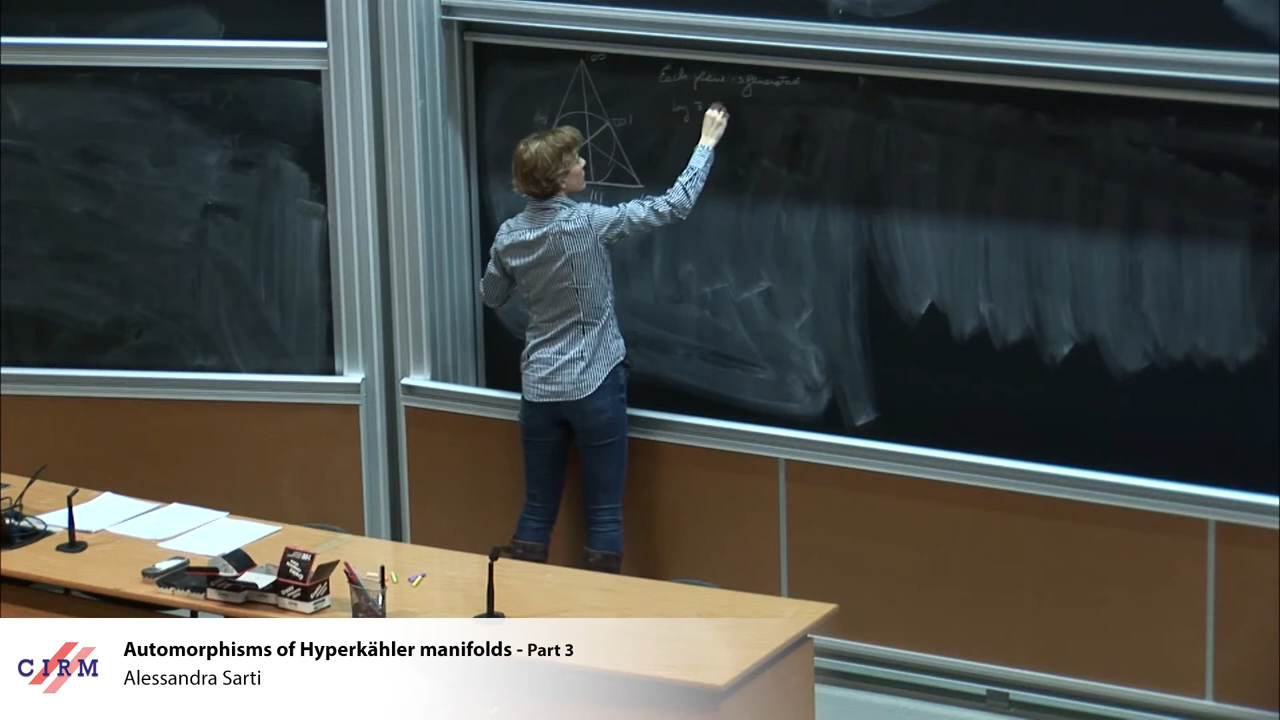 ∞
Each plane is generated
by 3
CIRM
Automorphisms of Hyperkähler manifolds - Part 3
Alessandra Sarti